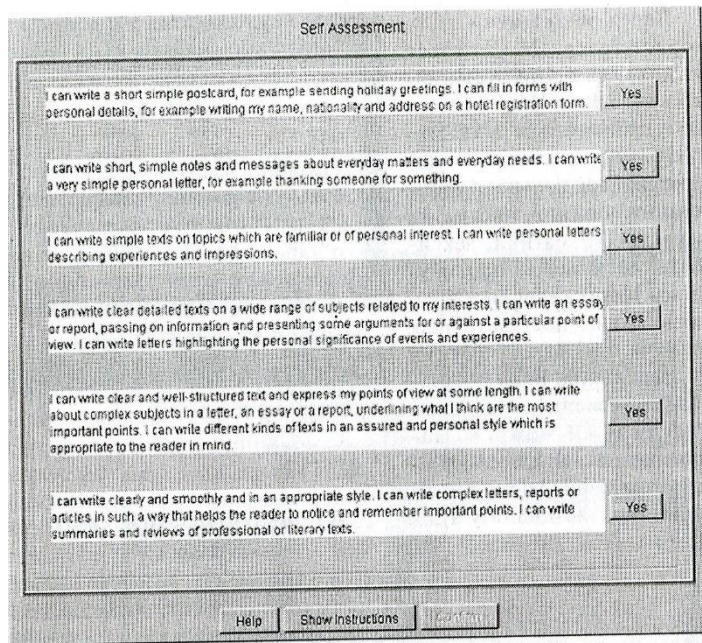 Self Assessment
I can write a short simple postcard, for example sending holiday greetings. I can fill in forms with
personal details, for example writing my name, nationality and address on a hotel registration form.
Yes
I can write short, simple notes and messages about everyday matters and everyday needs. I can write
a very simple personal letter, for example thanking someone for something.
Yes
I can write simple texts on topics which are familiar or of personal interest. I can write personal letters
describing experiences and impressions.
Yes
I can write clear detailed texts on a wide range of subjects related to my interests. I can write an essay
or report, passing on information and presenting some arguments for or against a particular point of
view. I can write letters highlighting the personal significance of events and experiences.
Yes
I can write clear and well-structured text and express my points of view at some length. I can write
about complex subjects in a letter, an essay or a report, underlining what I think are the most
important points. I can write different kinds of texts in an assured and personal style which is
appropriate to the reader in mind.
Yes
I can write clearly and smoothly and in an appropriate style. I can write complex letters, reports or
articles in such a way that helps the reader to notice and remember important points. I can write
summaries and reviews of professional or literary texts.
Yes
Help Show Instructions